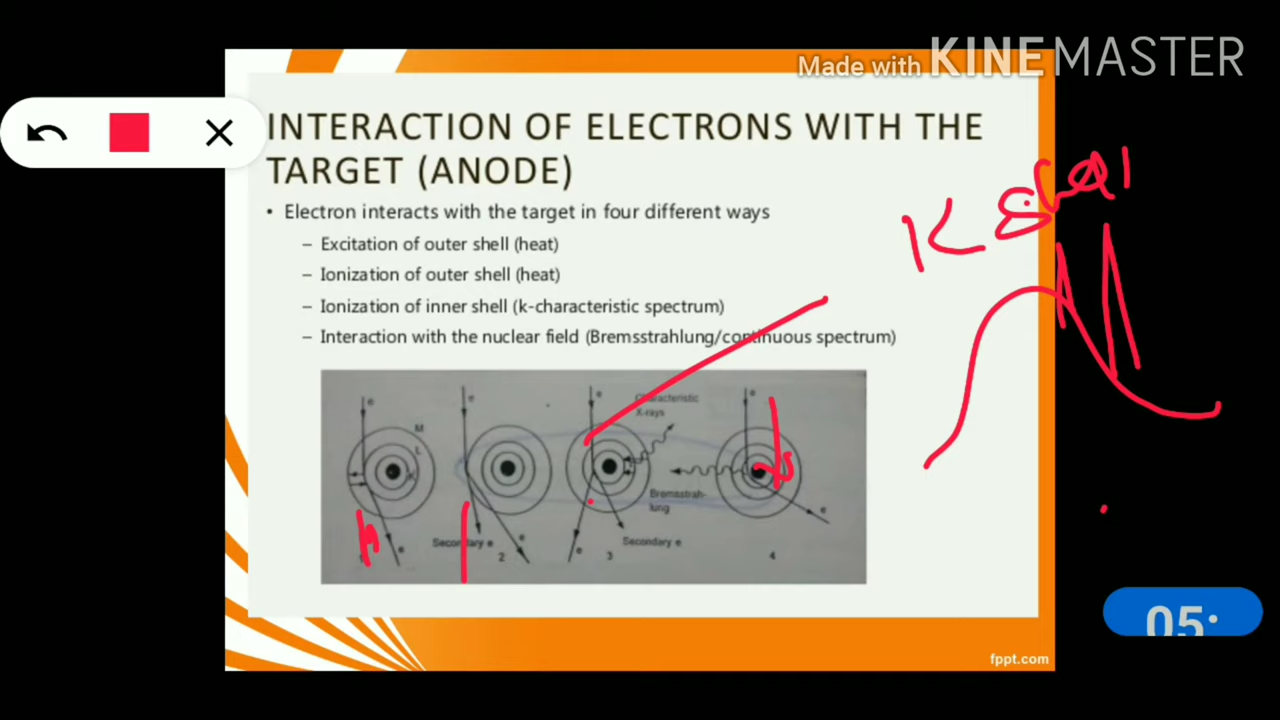 Made with KINEMASTER
INTERACTION OF ELECTRONS WITH THE
TARGET (ANODE)
• Electron interacts with the target in four different ways
– Excitation of outer shell (heat)
– Ionization of outer shell (heat)
– Ionization of inner shell (k-characteristic spectrum)
– Interaction with the nuclear field (Bremsstrahlung/continuous spectrum)
K
e e e e
Characteristic
X-rays
M
L
K
Bremsstrah-
lung
e
Secondary e e Secondary e
e e
2 3 4
05:
fppt.com